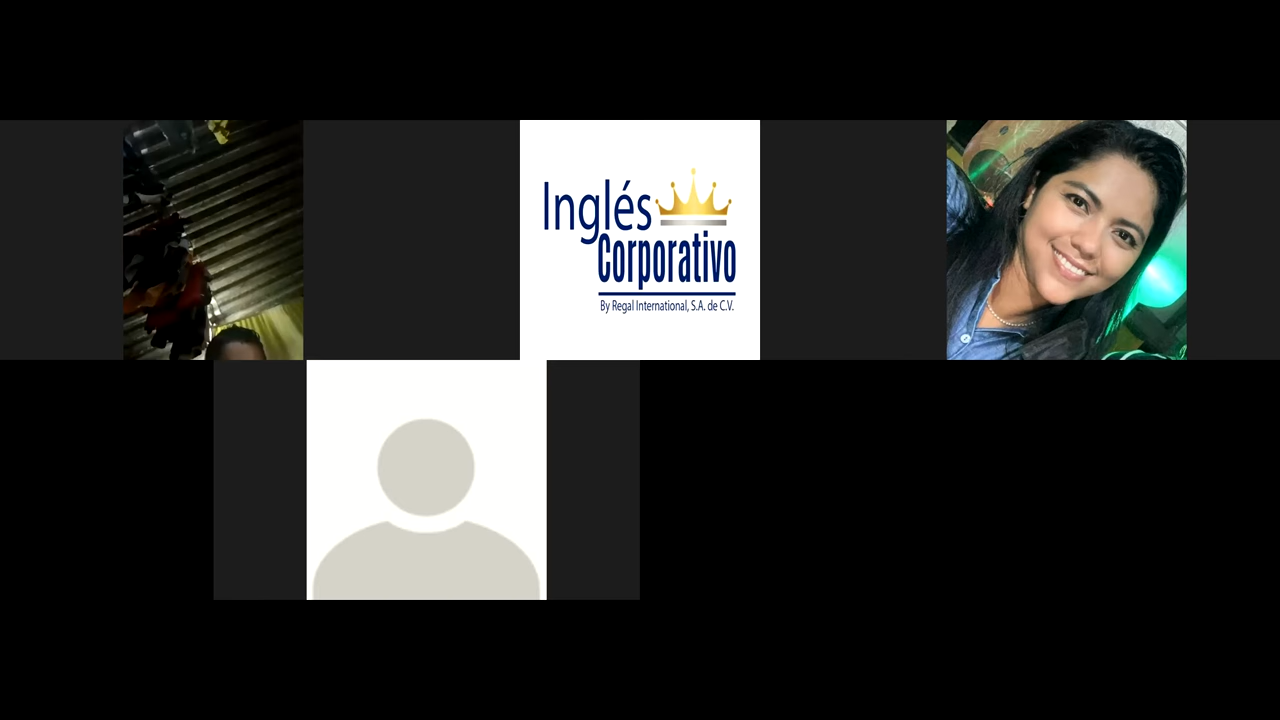 Inglés
Corporativo
By Regal International, S.A. de C.V.